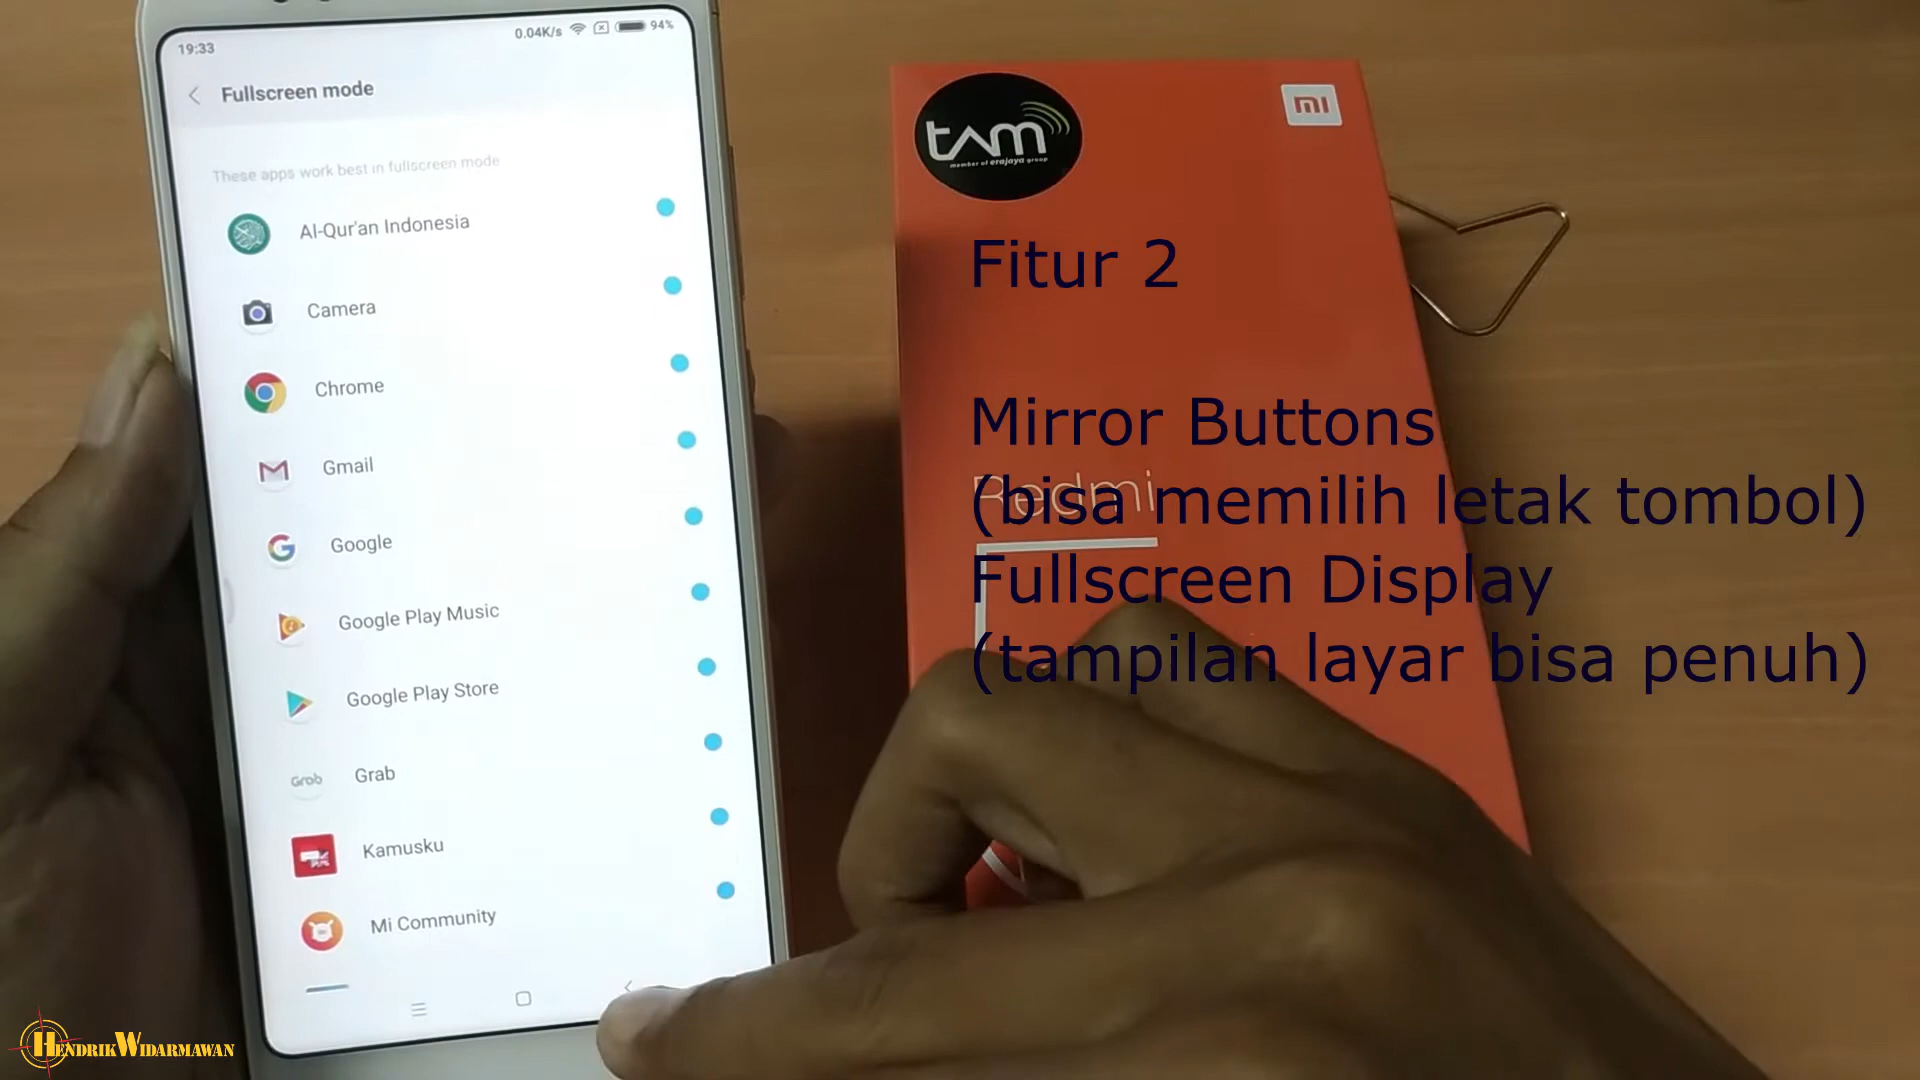 19:33
0.04K/s
94%
Fullscreen mode
These apps work best in fullscreen mode
Al-Qur'an Indonesia
Camera
Chrome
Gmail
Google
Google Play Music
Google Play Store
Grab
Grab
Kamusku
Mi Community
tam
member of erajaya group
mi
Redmi
Fitur 2
Mirror Buttons
(bisa memilih letak tombol)
Fullscreen Display
(tampilan layar bisa penuh)
HENDRIKWIDARMAWAN